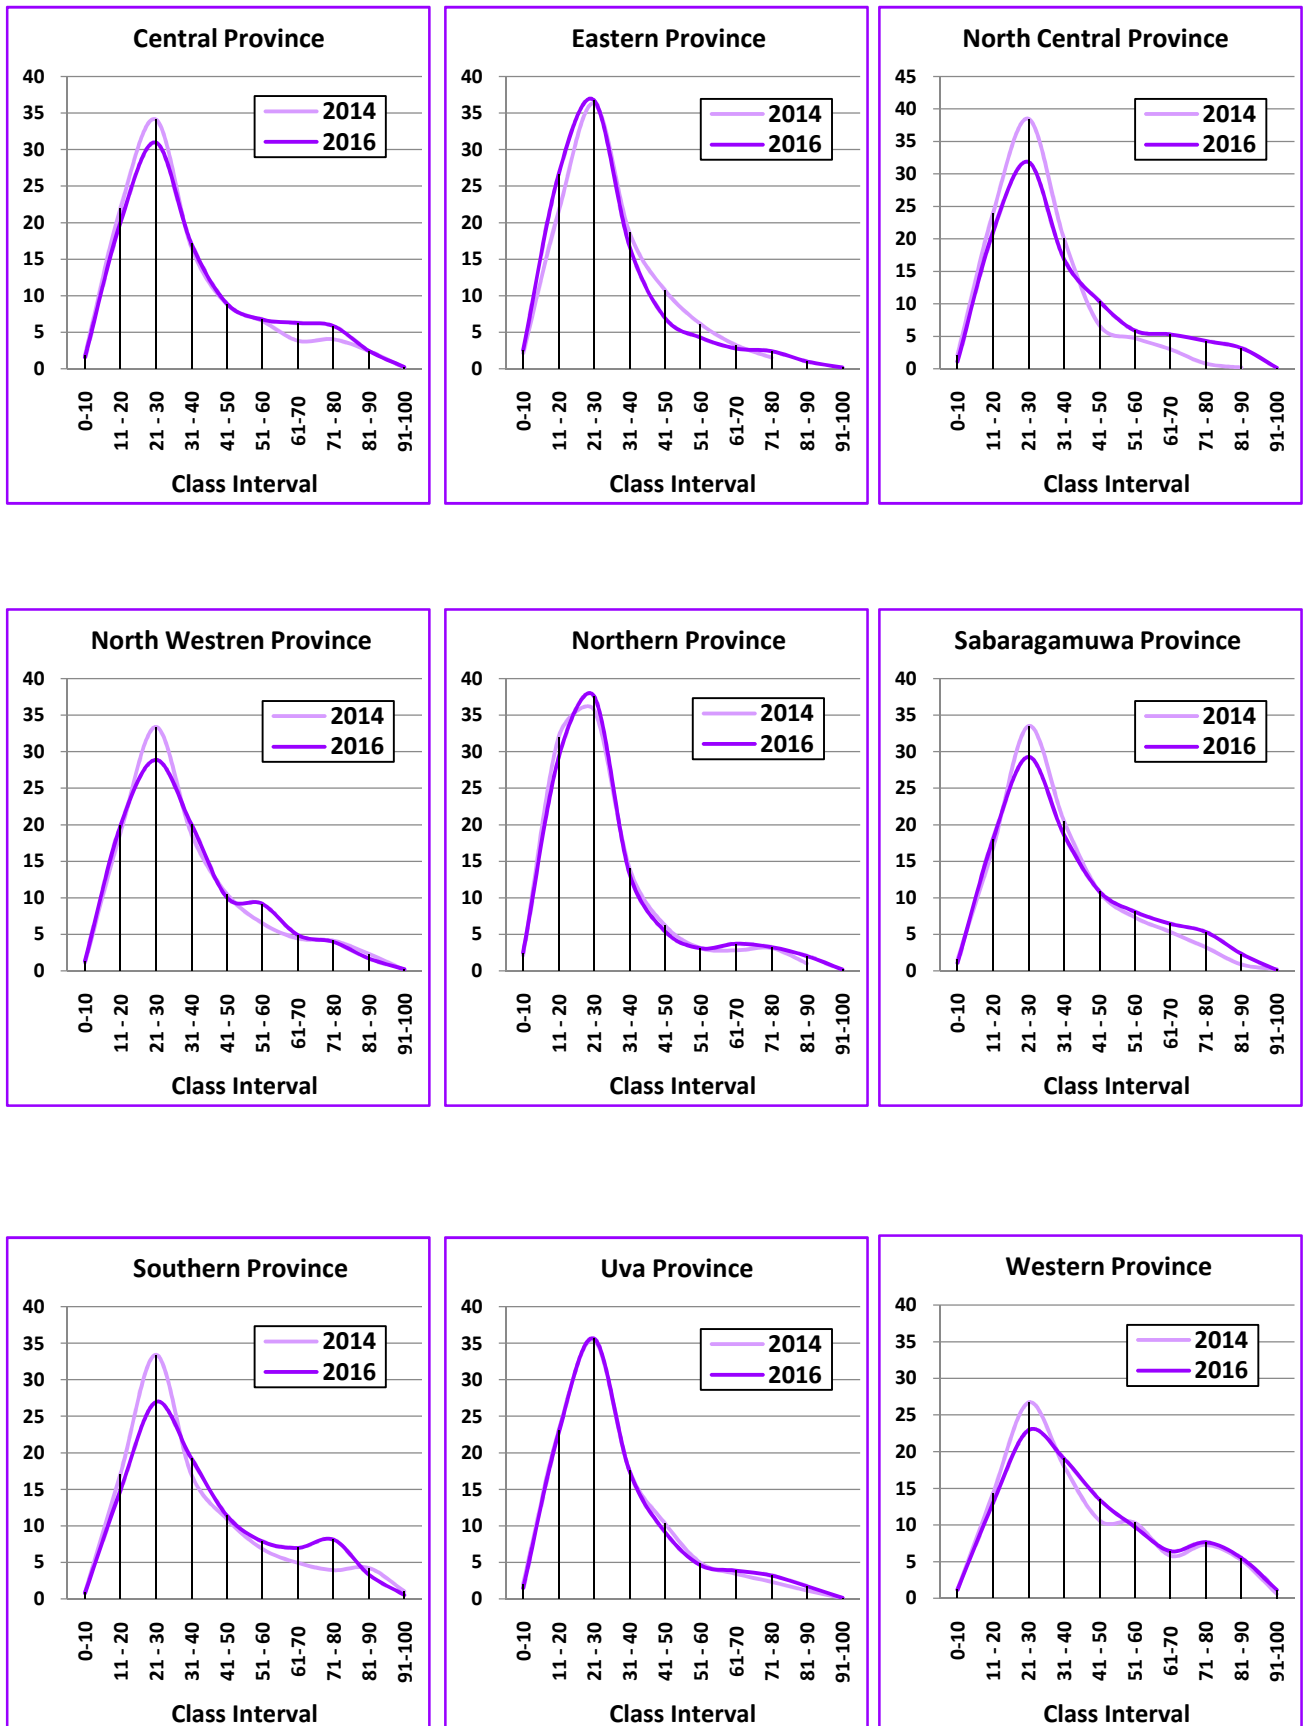 Central Province
40
35
30
25
20
15
10
5
0
2014
2016
0-10
11 - 20
21 - 30
31 - 40
41 - 50
51 - 60
61-70
71 - 80
81 - 90
91-100
Class Interval
Eastern Province
40
35
30
25
20
15
10
5
0
2014
2016
0-10
11 - 20
21 - 30
31 - 40
41 - 50
51 - 60
61-70
71 - 80
81 - 90
91-100
Class Interval
North Central Province
45
40
35
30
25
20
15
10
5
0
2014
2016
0-10
11 - 20
21 - 30
31 - 40
41 - 50
51 - 60
61-70
71 - 80
81 - 90
91-100
Class Interval
North Westren Province
40
35
30
25
20
15
10
5
0
2014
2016
0-10
11 - 20
21 - 30
31 - 40
41 - 50
51 - 60
61-70
71 - 80
81 - 90
91-100
Class Interval
Northern Province
40
35
30
25
20
15
10
5
0
2014
2016
0-10
11 - 20
21 - 30
31 - 40
41 - 50
51 - 60
61-70
71 - 80
81 - 90
91-100
Class Interval
Sabaragamuwa Province
40
35
30
25
20
15
10
5
0
2014
2016
0-10
11 - 20
21 - 30
31 - 40
41 - 50
51 - 60
61-70
71 - 80
81 - 90
91-100
Class Interval
Southern Province
40
35
30
25
20
15
10
5
0
2014
2016
0-10
11 - 20
21 - 30
31 - 40
41 - 50
51 - 60
61-70
71 - 80
81 - 90
91-100
Class Interval
Uva Province
40
35
30
25
20
15
10
5
0
2014
2016
0-10
11 - 20
21 - 30
31 - 40
41 - 50
51 - 60
61-70
71 - 80
81 - 90
91-100
Class Interval
Western Province
40
35
30
25
20
15
10
5
0
2014
2016
0-10
11 - 20
21 - 30
31 - 40
41 - 50
51 - 60
61-70
71 - 80
81 - 90
91-100
Class Interval